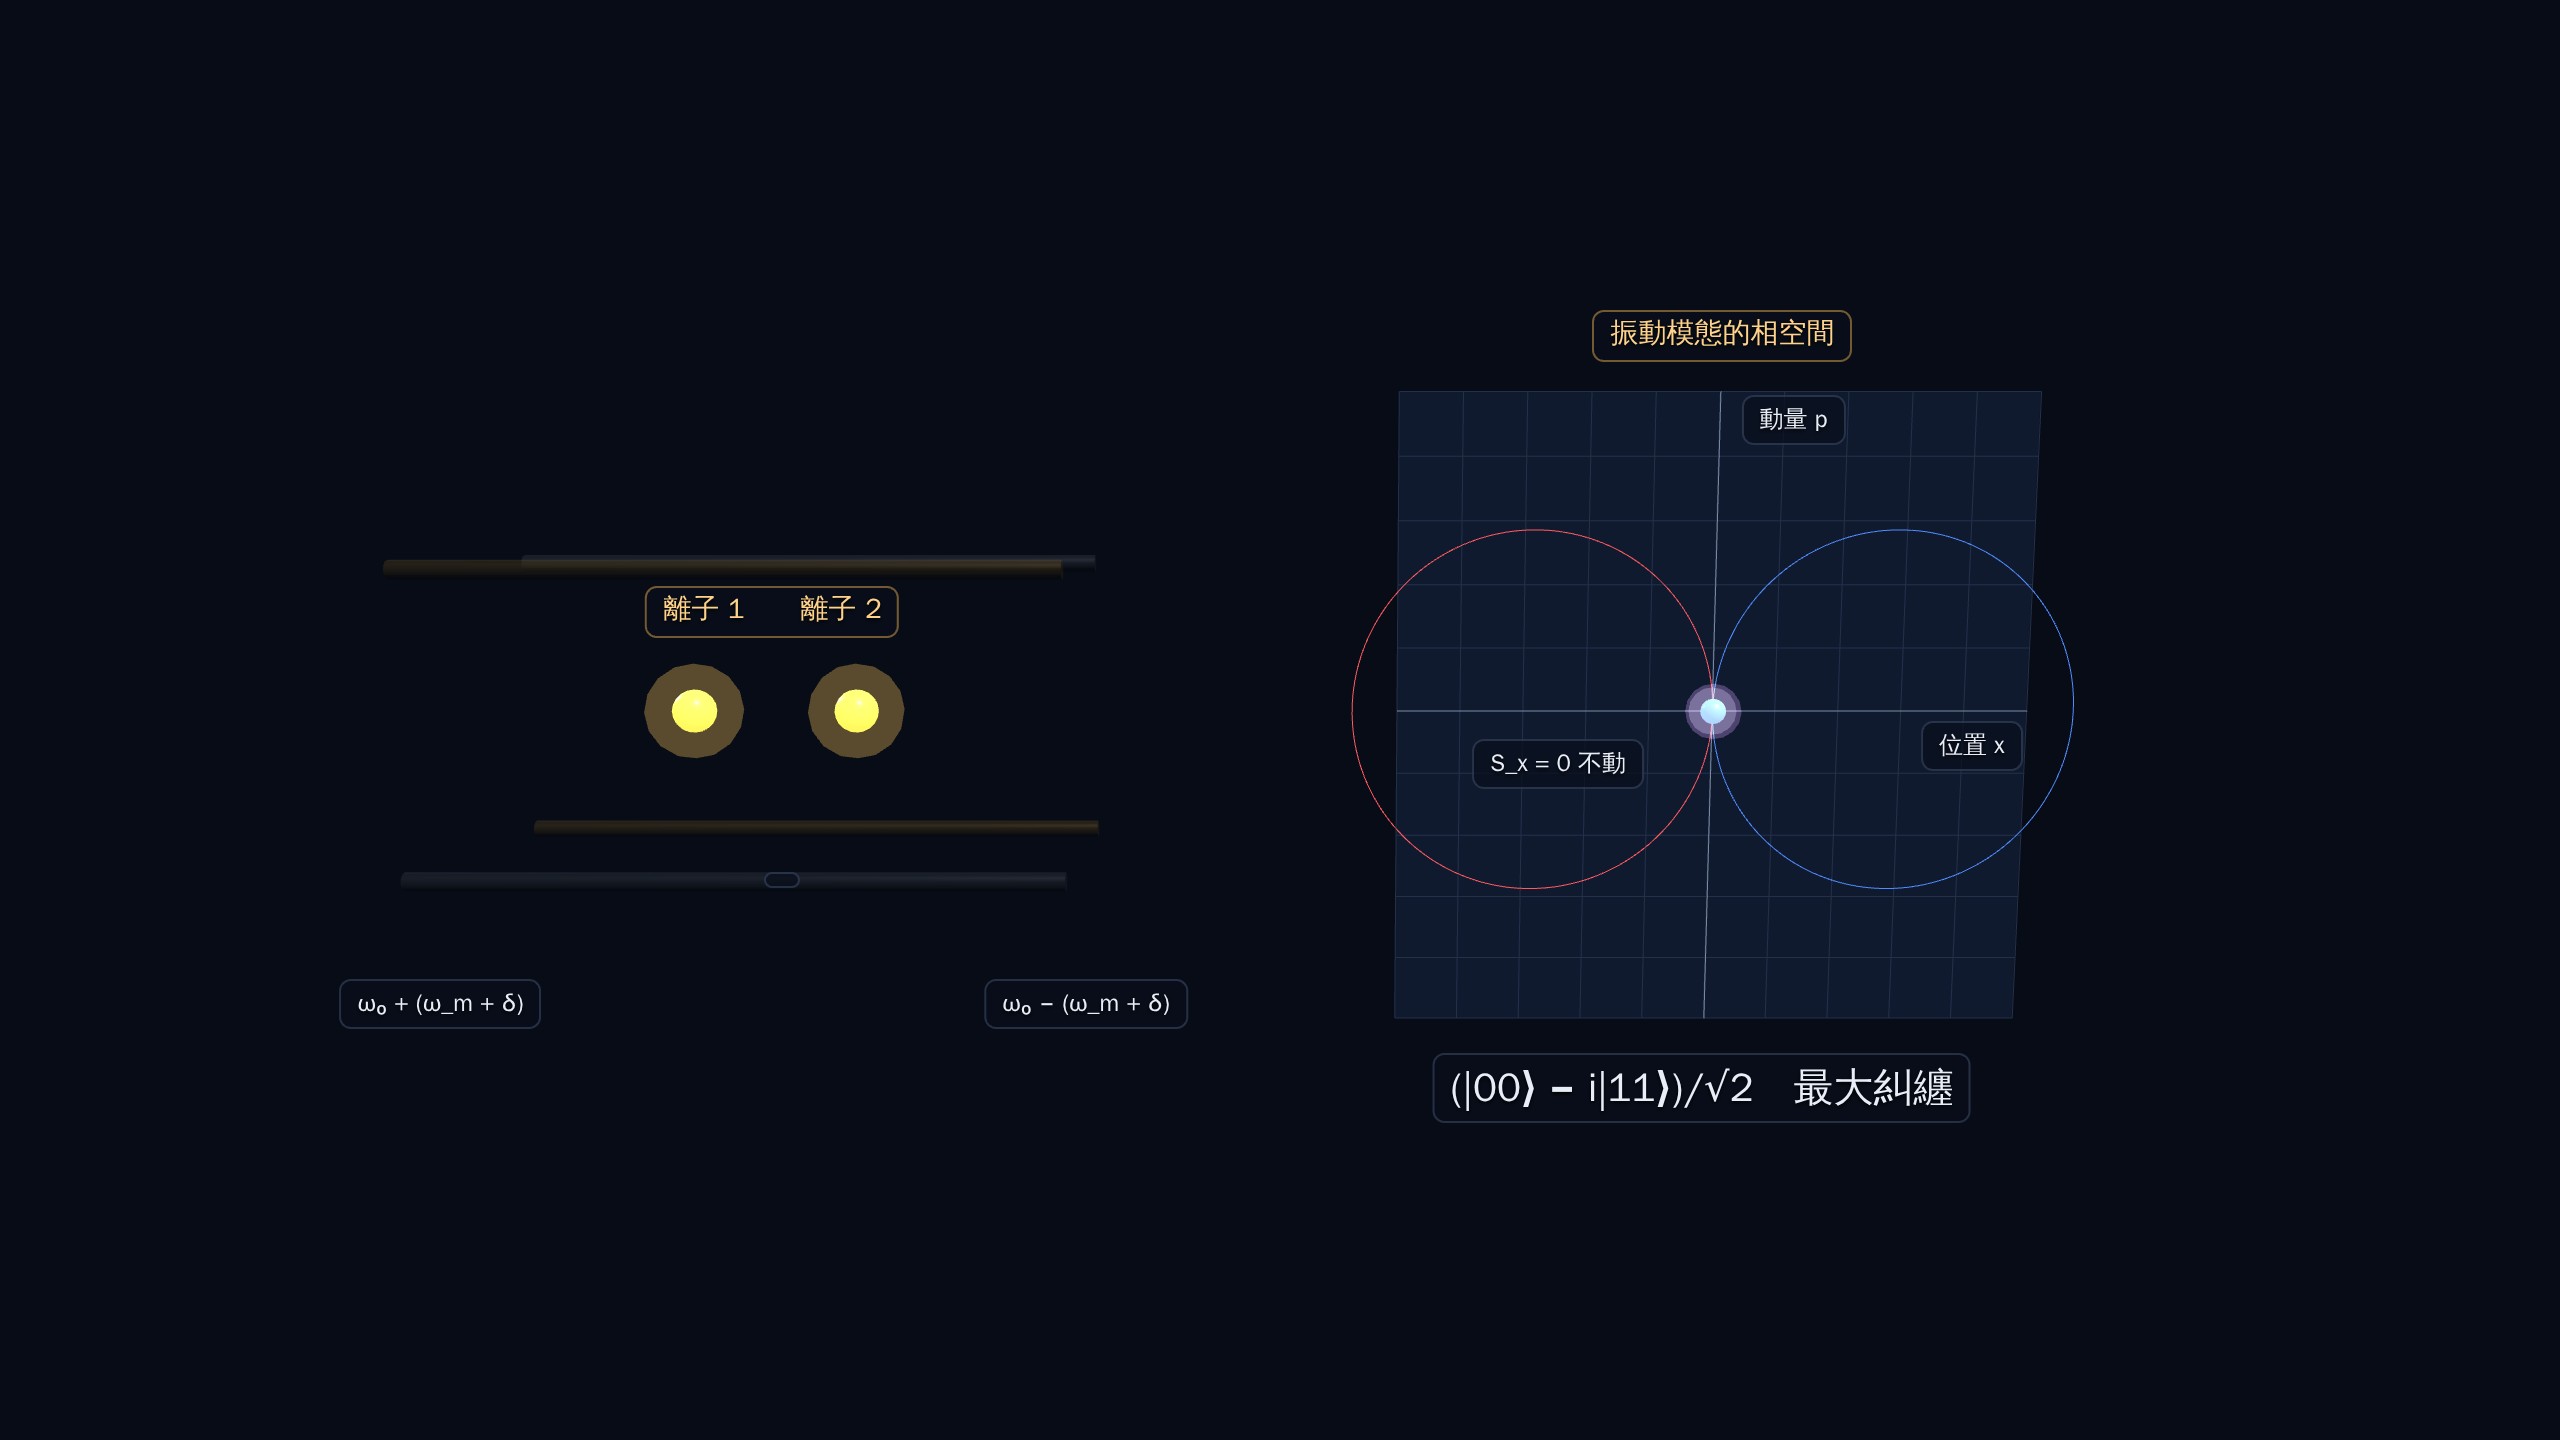 振動模態的相空間
動量 p
離子 1　離子 2
位置 x
S_x = 0 不動
ω₀ + (ω_m + δ)
ω₀ − (ω_m + δ)
(|00⟩ − i|11⟩)/√2　最大糾纏